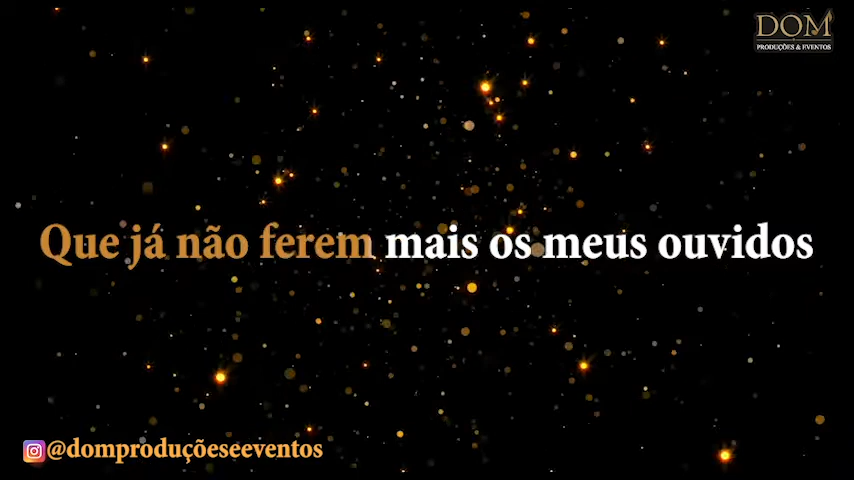 DOM
PRODUÇÕES & EVENTOS
Que já não ferem mais os meus ouvidos
@domproduçõeseeventos